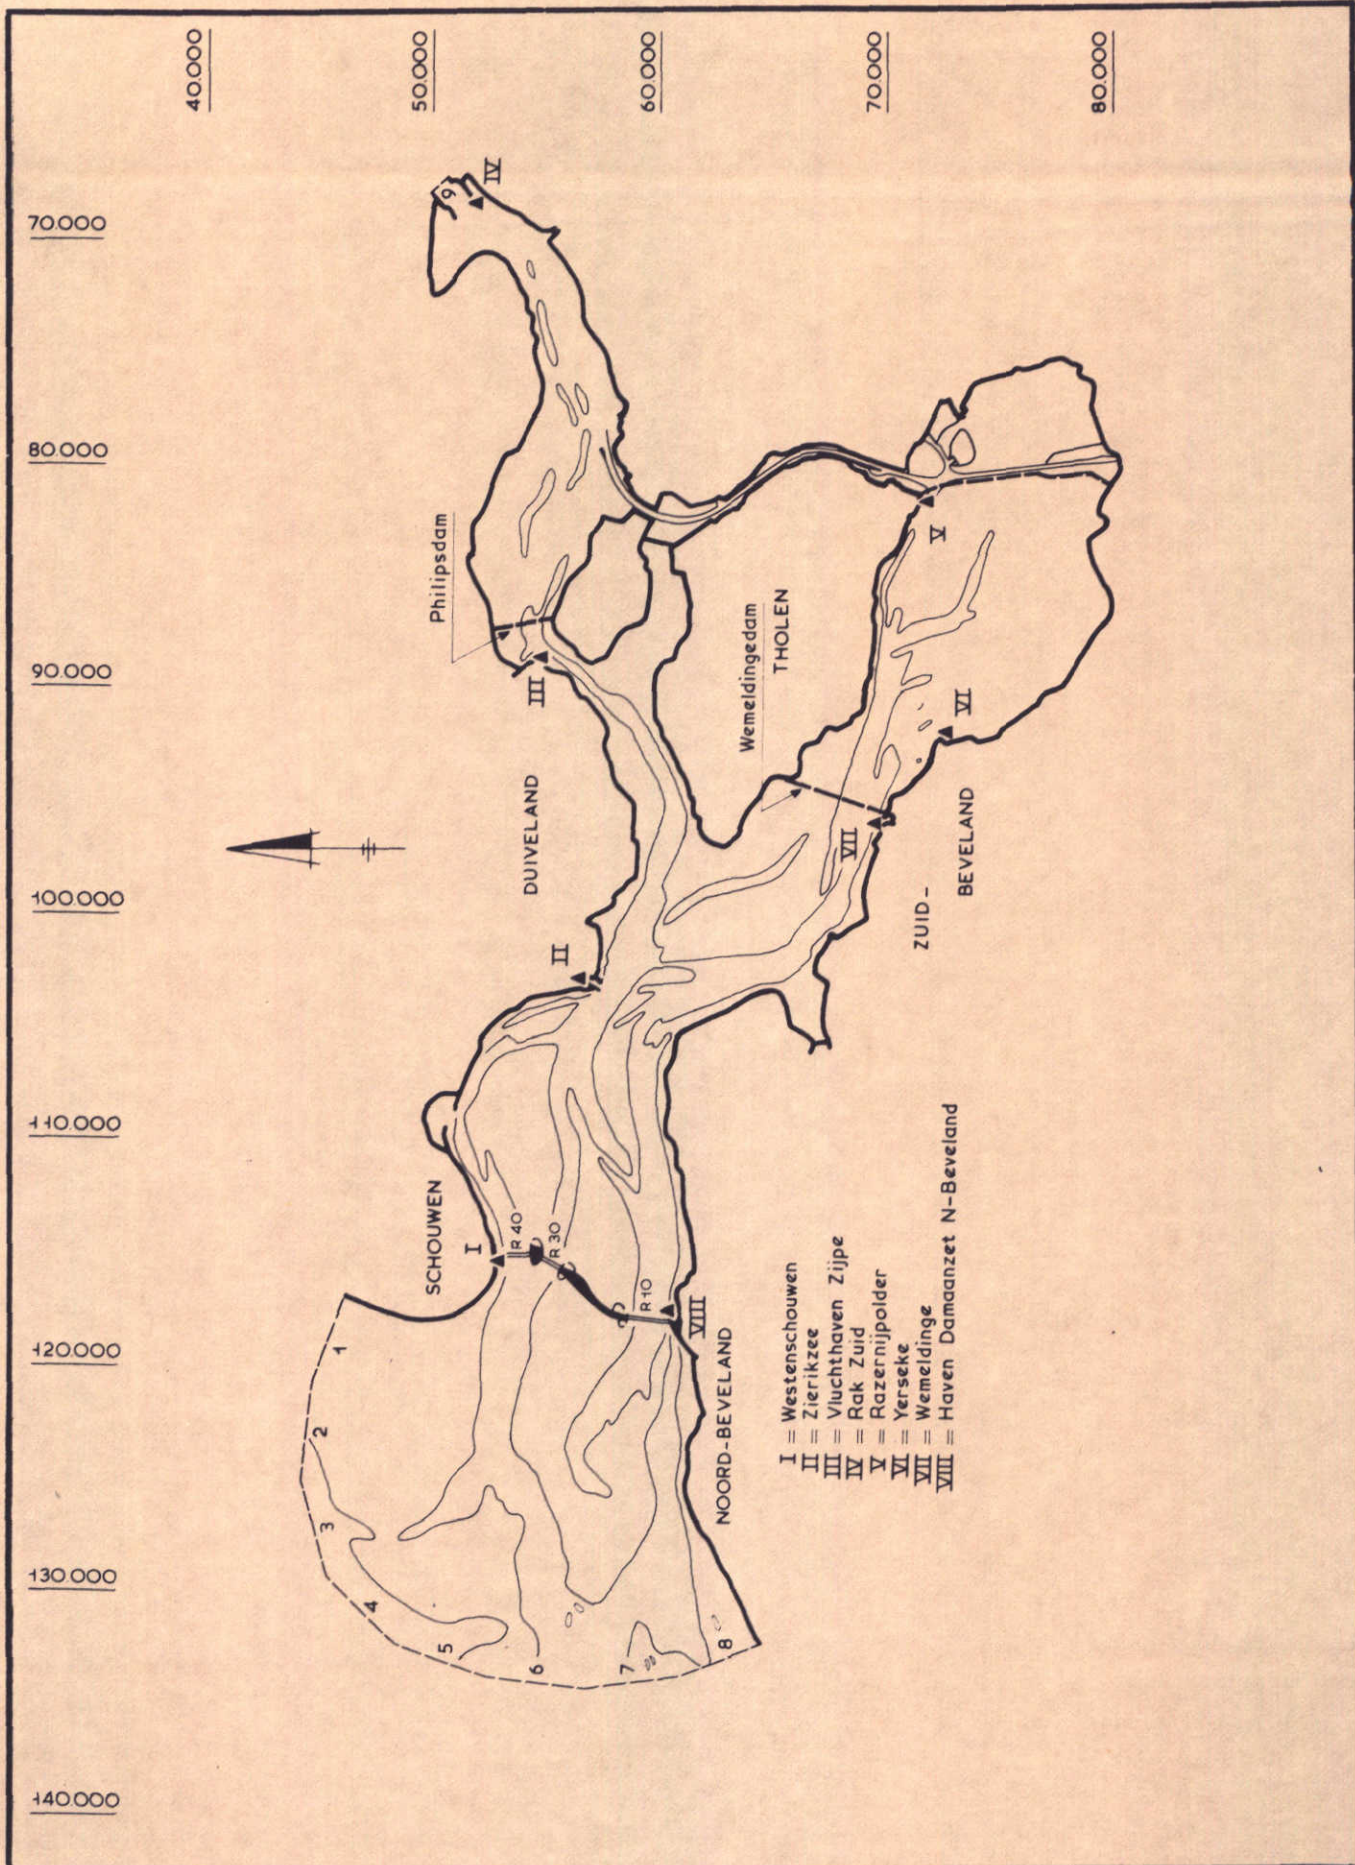 40.000
50.000
60.000
70.000
80.000
70.000
80.000
90.000
100.000
110.000
120.000
130.000
140.000
IV
9
Philipsdam
III
Wemeldingedam
THOLEN
V
VI
VII
DUIVELAND
ZUID-
BEVELAND
II
SCHOUWEN
I
R 40
R 30
R 10
VIII
NOORD-BEVELAND
1
2
3
4
5
6
7
8
I = Westenschouwen
II = Zierikzee
III = Vluchthaven Zijpe
IV = Rak Zuid
V = Razernijpolder
VI = Yerseke
VII = Wemeldinge
VIII = Haven Damaanzet N-Beveland